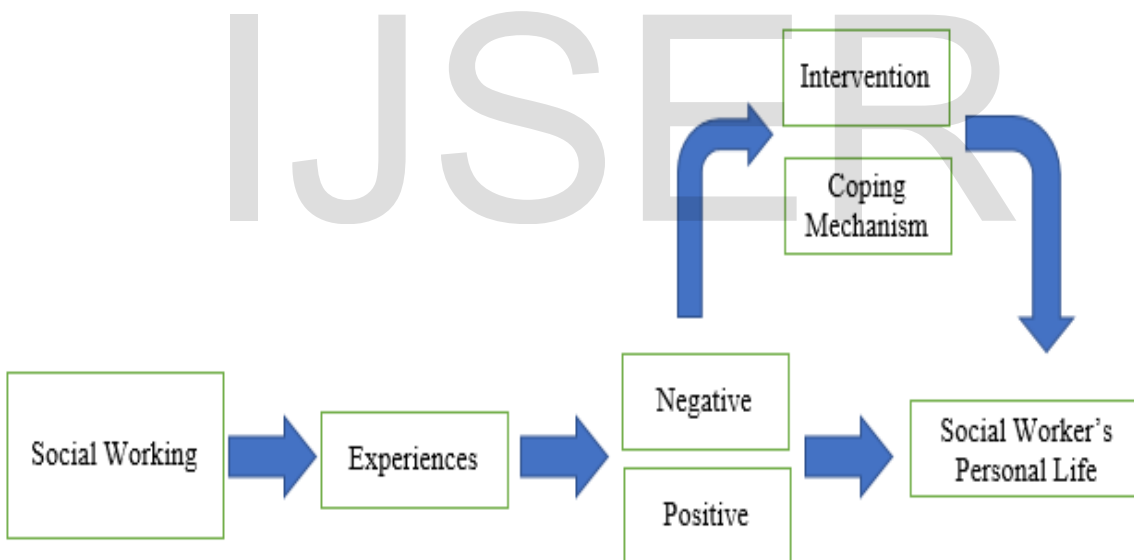 IJSER
Intervention
Coping
Mechanism
Negative
Social Working
Experiences
Social Worker’s
Personal Life
Positive